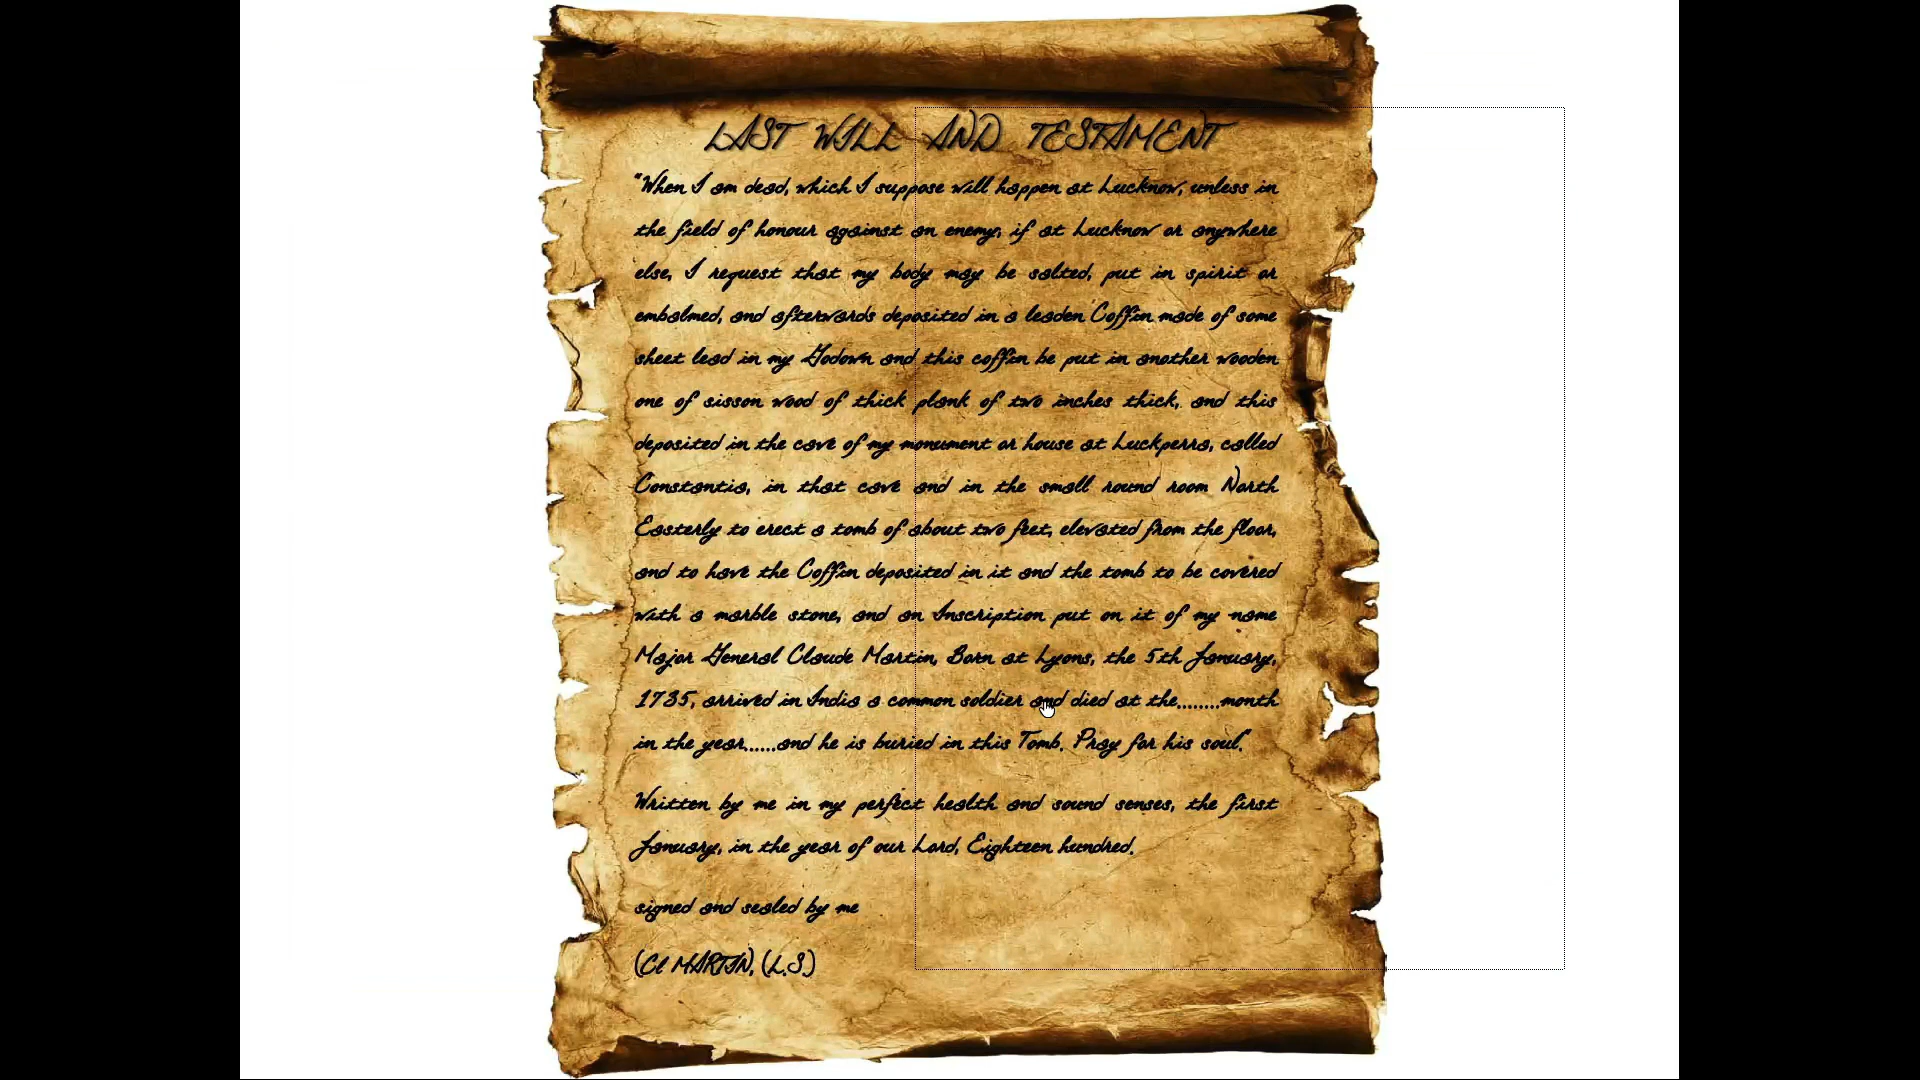 LAST WILL AND TESTAMENT
"When I am dead, which I suppose will happen at Lucknow, unless in
the field of honour against an enemy, if at Lucknow or anywhere
else, I request that my body may be salted, put in spirit or
embalmed, and afterwards deposited in a leaden Coffin made of some
sheet lead in my Godown and this coffin be put in another wooden
one of sisson wood of thick plank of two inches thick, and this
deposited in the cave of my monument or house at Luckperra, called
Constantia, in that cave and in the small round room North
Easterly to erect a tomb of about two feet, elevated from the floor,
and to have the Coffin deposited in it and the tomb to be covered
with a marble stone, and an Inscription put on it of my name
Major General Claude Martin, Born at Lyons, the 5th January,
1735, arrived in India a common soldier and died at the........month
in the year......and he is buried in this Tomb. Pray for his soul."
Written by me in my perfect health and sound senses, the first
January, in the year of our Lord, Eighteen hundred.
signed and sealed by me
(Cl MARTIN, (L.S.)